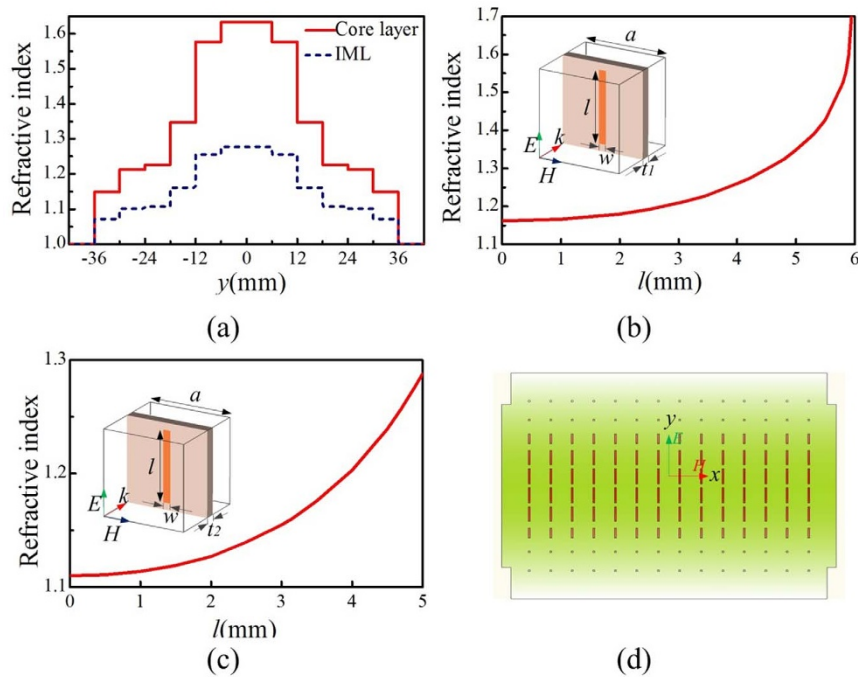 1.6
1.5
1.4
1.3
1.2
1.1
1.0
Refractive index
Core layer
IML
-36 -24 -12 0 12 24 36
y(mm)
(a)
1.7
1.6
1.5
1.4
1.3
1.2
1.1
Refractive index
a
l
w
t1
E
k
H
0 1 2 3 4 5 6
l(mm)
(b)
1.3
1.2
1.1
Refractive index
a
l
w
t2
E
k
H
0 1 2 3 4 5
l(mm)
(c)
y
E
H
x
(d)